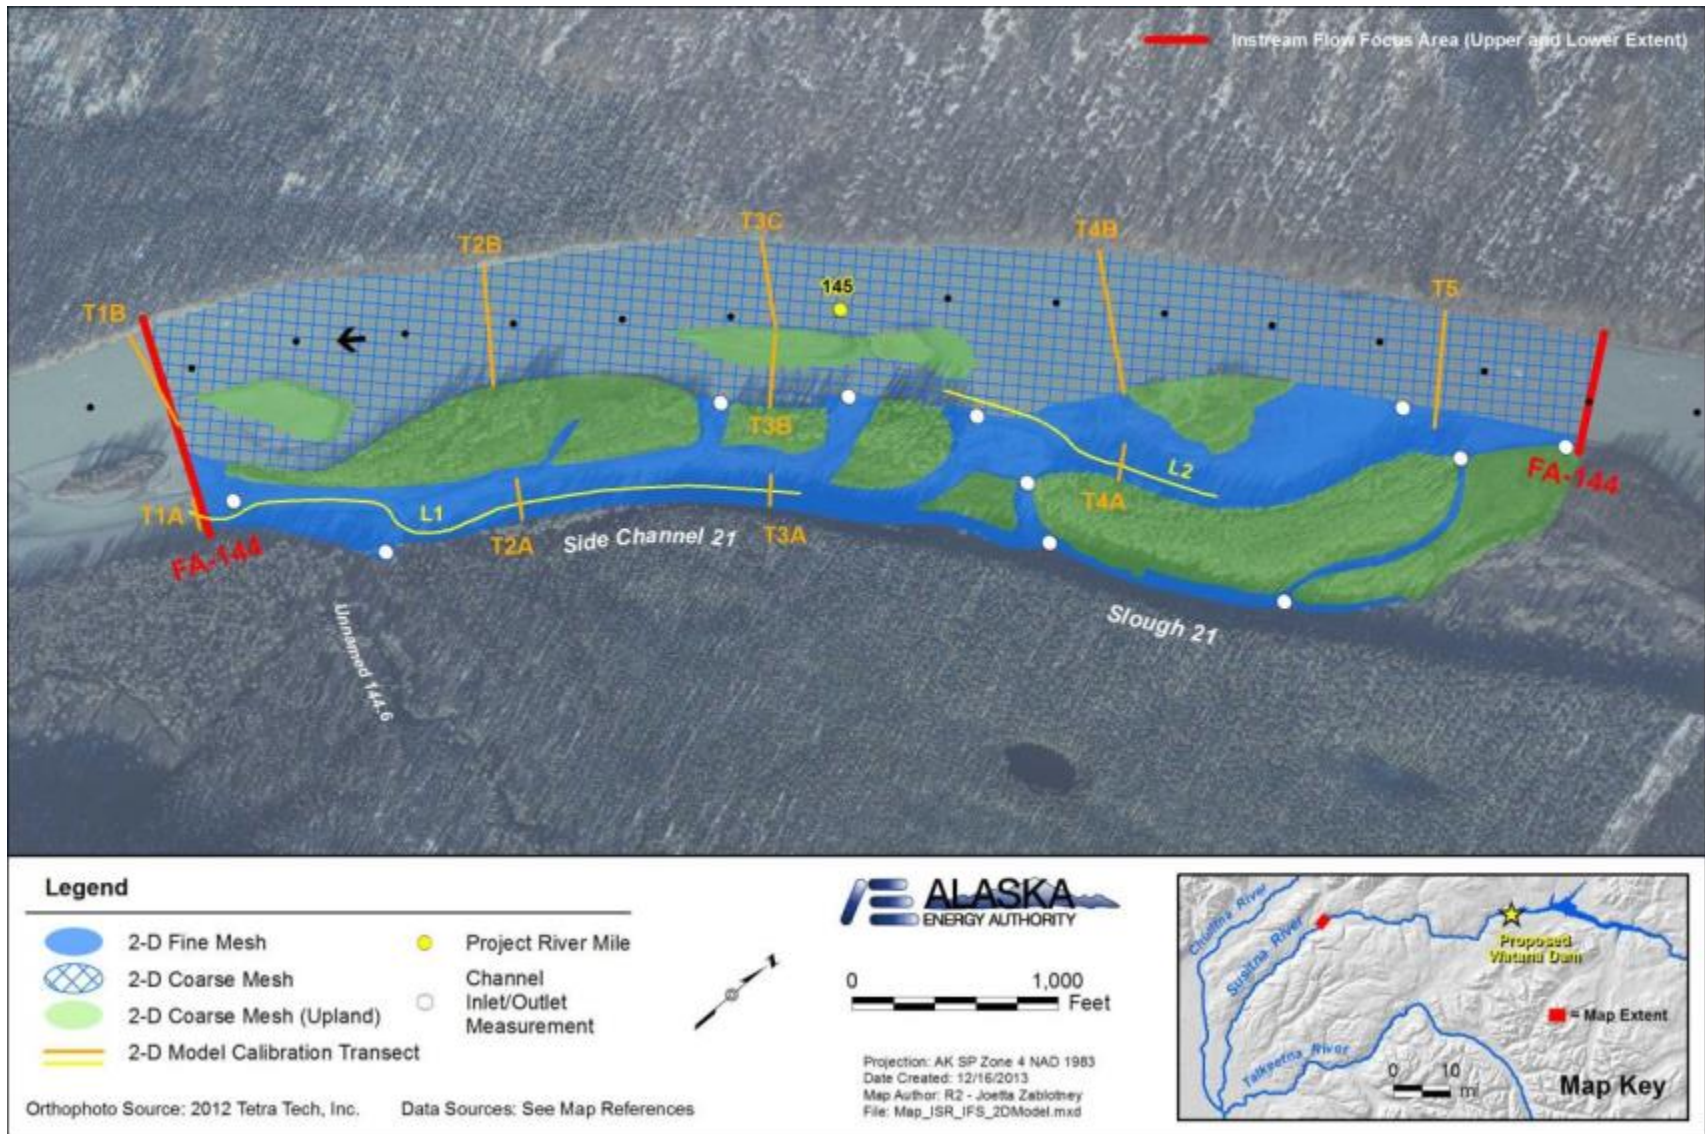 Instream Flow Focus Area (Upper and Lower Extent)
T3C
T4B
T2B
145
T5
T1B
T3B
L2
FA-144
T4A
L1
T1A
T2A
Side Channel 21
T3A
FA-144
Slough 21
Unnamed 144.6
Legend
2-D Fine Mesh
2-D Coarse Mesh
2-D Coarse Mesh (Upland)
2-D Model Calibration Transect
Project River Mile
Channel
Inlet/Outlet
Measurement
Orthophoto Source: 2012 Tetra Tech, Inc.
Data Sources: See Map References
N
ALASKA
ENERGY AUTHORITY
0 1,000
Feet
Projection: AK SP Zone 4 NAD 1983
Date Created: 12/16/2013
Map Author: R2 - Joetta Zablotney
File: Map_ISR_IFS_2DModel.mxd
Chulitna River
Susitna River
Proposed
Watana Dam
= Map Extent
Talkeetna River
0 10
mi
Map Key